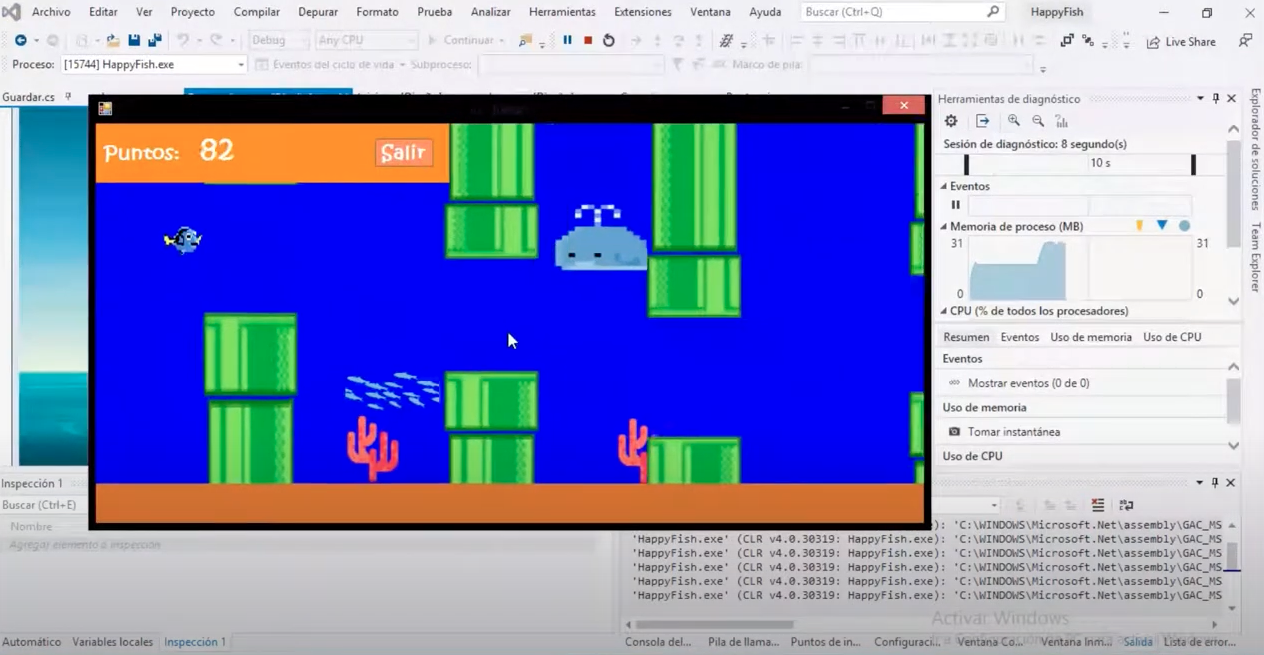 Archivo Editar Ver Proyecto Compilar Depurar Formato Prueba Analizar Herramientas Extensiones Ventana Ayuda Buscar (Ctrl+Q) HappyFish
Debug Any CPU Continuar Live Share
Proceso: [15744] HappyFish.exe Eventos del ciclo de vida Subproceso: Marco de pila:
Guardar.cs
Herramientas de diagnóstico
Puntos: 82 Salir
Sesión de diagnóstico: 8 segundo(s)
10 s
Eventos
Memoria de proceso (MB)
31 31
0 0
CPU (% de todos los procesadores)
Resumen Eventos Uso de memoria Uso de CPU
Eventos
Mostrar eventos (0 de 0)
Uso de memoria
Tomar instantánea
Uso de CPU
Explorador de soluciones
Team Explorer
Inspección 1
Buscar (Ctrl+E)
Nombre
Agregar elemento a inspección
): 'C:\WINDOWS\Microsoft.Net\assembly\GAC_MS
'HappyFish.exe' (CLR v4.0.30319: HappyFish.exe): 'C:\WINDOWS\Microsoft.Net\assembly\GAC_MS
'HappyFish.exe' (CLR v4.0.30319: HappyFish.exe): 'C:\WINDOWS\Microsoft.Net\assembly\GAC_MS
'HappyFish.exe' (CLR v4.0.30319: HappyFish.exe): 'C:\WINDOWS\Microsoft.Net\assembly\GAC_MS
'HappyFish.exe' (CLR v4.0.30319: HappyFish.exe): 'C:\WINDOWS\Microsoft.Net\assembly\GAC_MS
'HappyFish.exe' (CLR v4.0.30319: HappyFish.exe): 'C:\WINDOWS\Microsoft.Net\assembly\GAC_MS
Activar Windows
Automático Variables locales Inspección 1 Consola del... Pila de llama... Puntos de in... Configuraci... Ventana Co... Ventana Inm... Salida Lista de error...